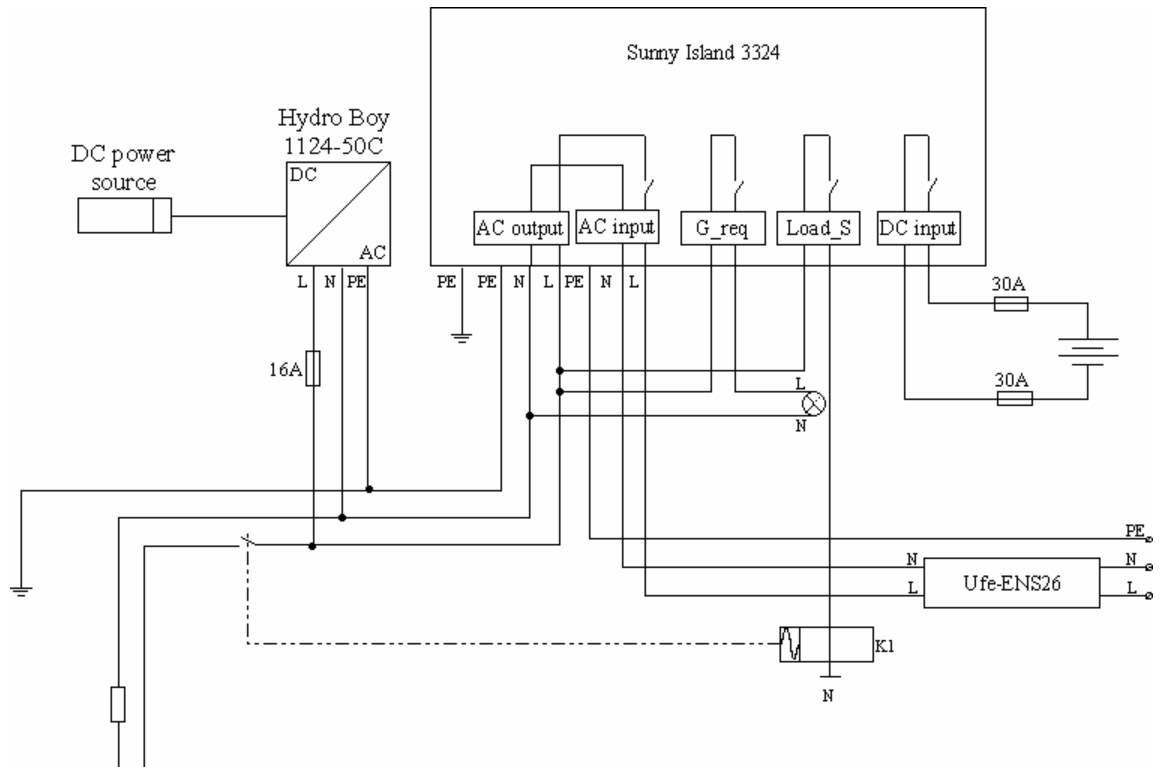 Sunny Island 3324
Hydro Boy
1124-50C
DC power
source
DC
AC
AC output
AC input
G_req
Load_S
DC input
L
N
PE
PE
PE
N
L
PE
N
L
30A
16A
30A
L
N
PE
N
N
L
L
Ufe-ENS26
K1
N